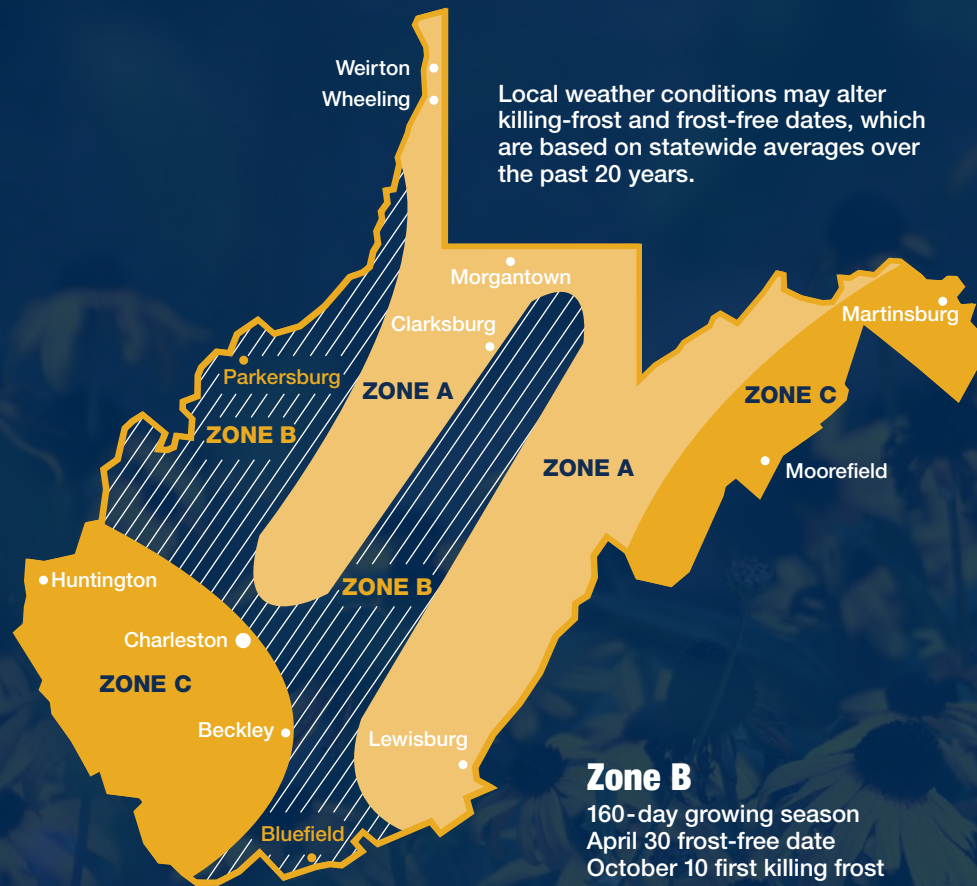 Weirton
Wheeling
Local weather conditions may alter
killing-frost and frost-free dates, which
are based on statewide averages over
the past 20 years.
Morgantown
Clarksburg
Martinsburg
Parkersburg
ZONE A
ZONE C
ZONE B
ZONE A
Moorefield
Huntington
ZONE B
Charleston
ZONE C
Beckley
Lewisburg
Bluefield
Zone B
160-day growing season
April 30 frost-free date
October 10 first killing frost